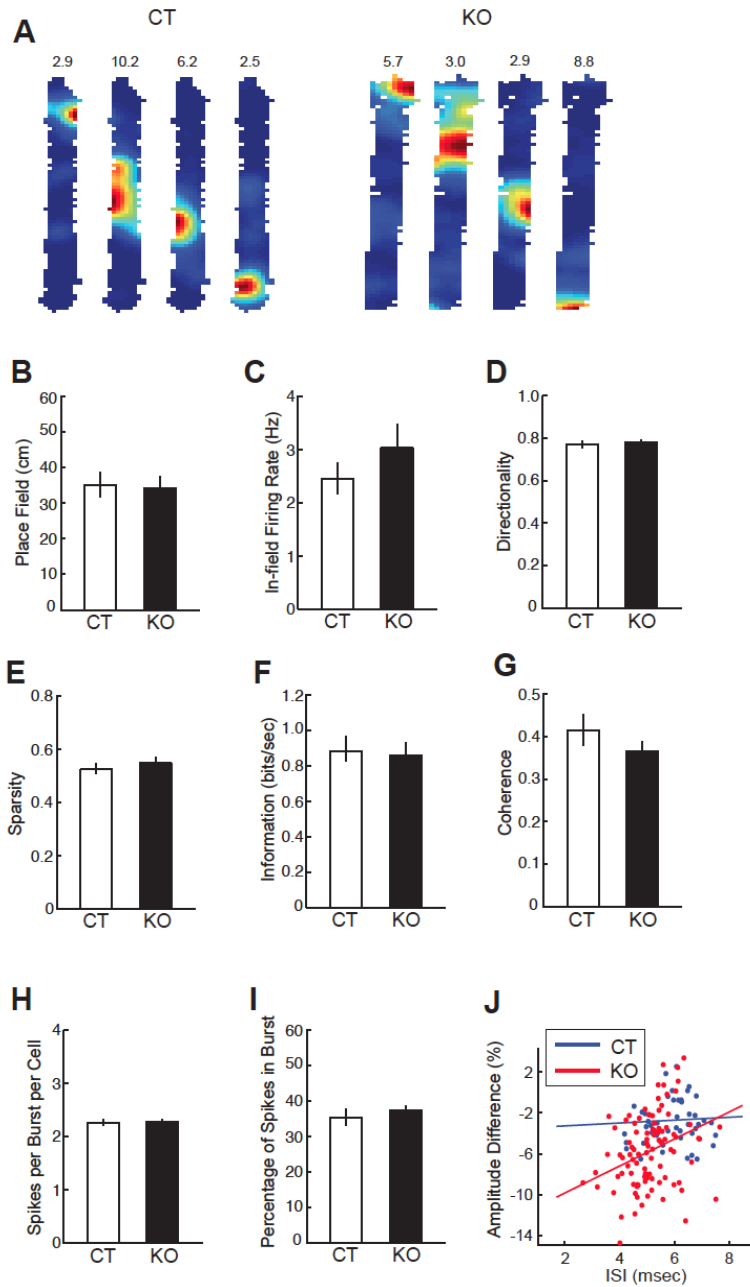 A
CT
KO
2.9 10.2 6.2 2.5
5.7 3.0 2.9 8.8
B
Place Field (cm)
60
50
40
30
20
10
0
CT KO
C
In-field Firing Rate (Hz)
4
3
2
1
0
CT KO
D
Directionality
1.0
0.8
0.6
0.4
0.2
0
CT KO
E
Sparsity
0.8
0.6
0.4
0.2
0
CT KO
F
Information (bits/sec)
1.2
1.0
0.8
0.6
0.4
0.2
0
CT KO
G
Coherence
0.5
0.4
0.3
0.2
0.1
0
CT KO
H
Spikes per Burst per Cell
4
3
2
1
0
CT KO
I
Percentage of Spikes in Burst
60
50
40
30
20
10
0
CT KO
J
CT
KO
Amplitude Difference (%)
2
-2
-6
-10
-14
2 4 6 8
ISI (msec)